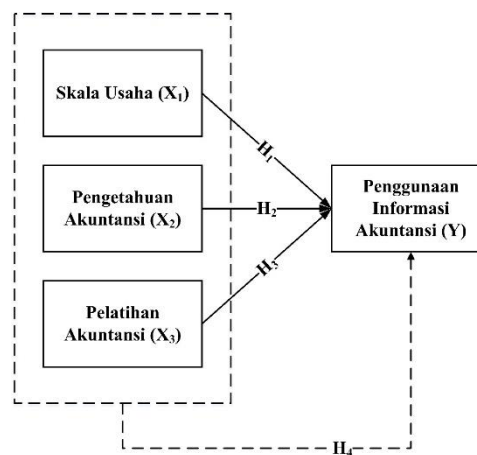 Skala Usaha (X₁)
H₁
Pengetahuan
Akuntansi (X₂)
H₂
Penggunaan
Informasi
Akuntansi (Y)
Pelatihan
Akuntansi (X₃)
H₃
H₄